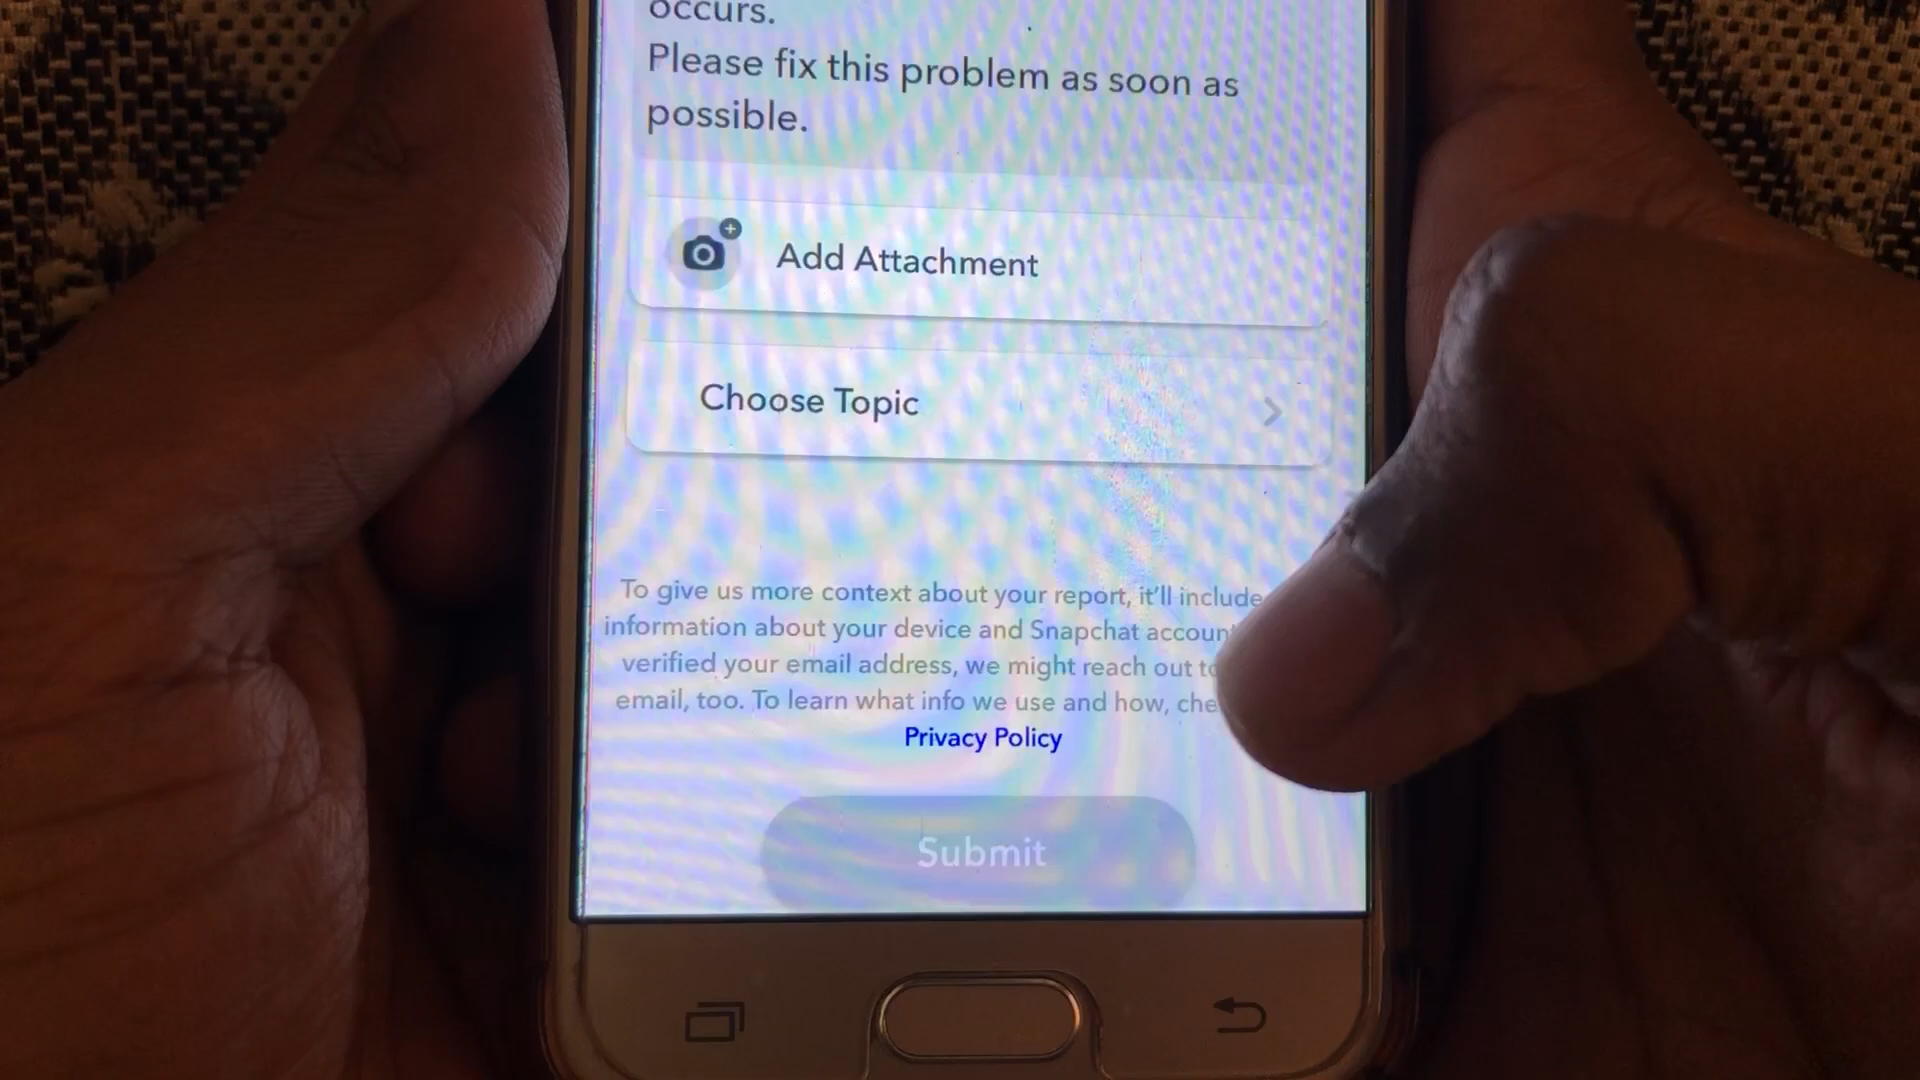 occurs.
Please fix this problem as soon as
possible.
Add Attachment
Choose Topic
To give us more context about your report, it'll include
information about your device and Snapchat
verified your email address, we might reach out
email, too. To learn what info we use and how,
Privacy Policy
Submit